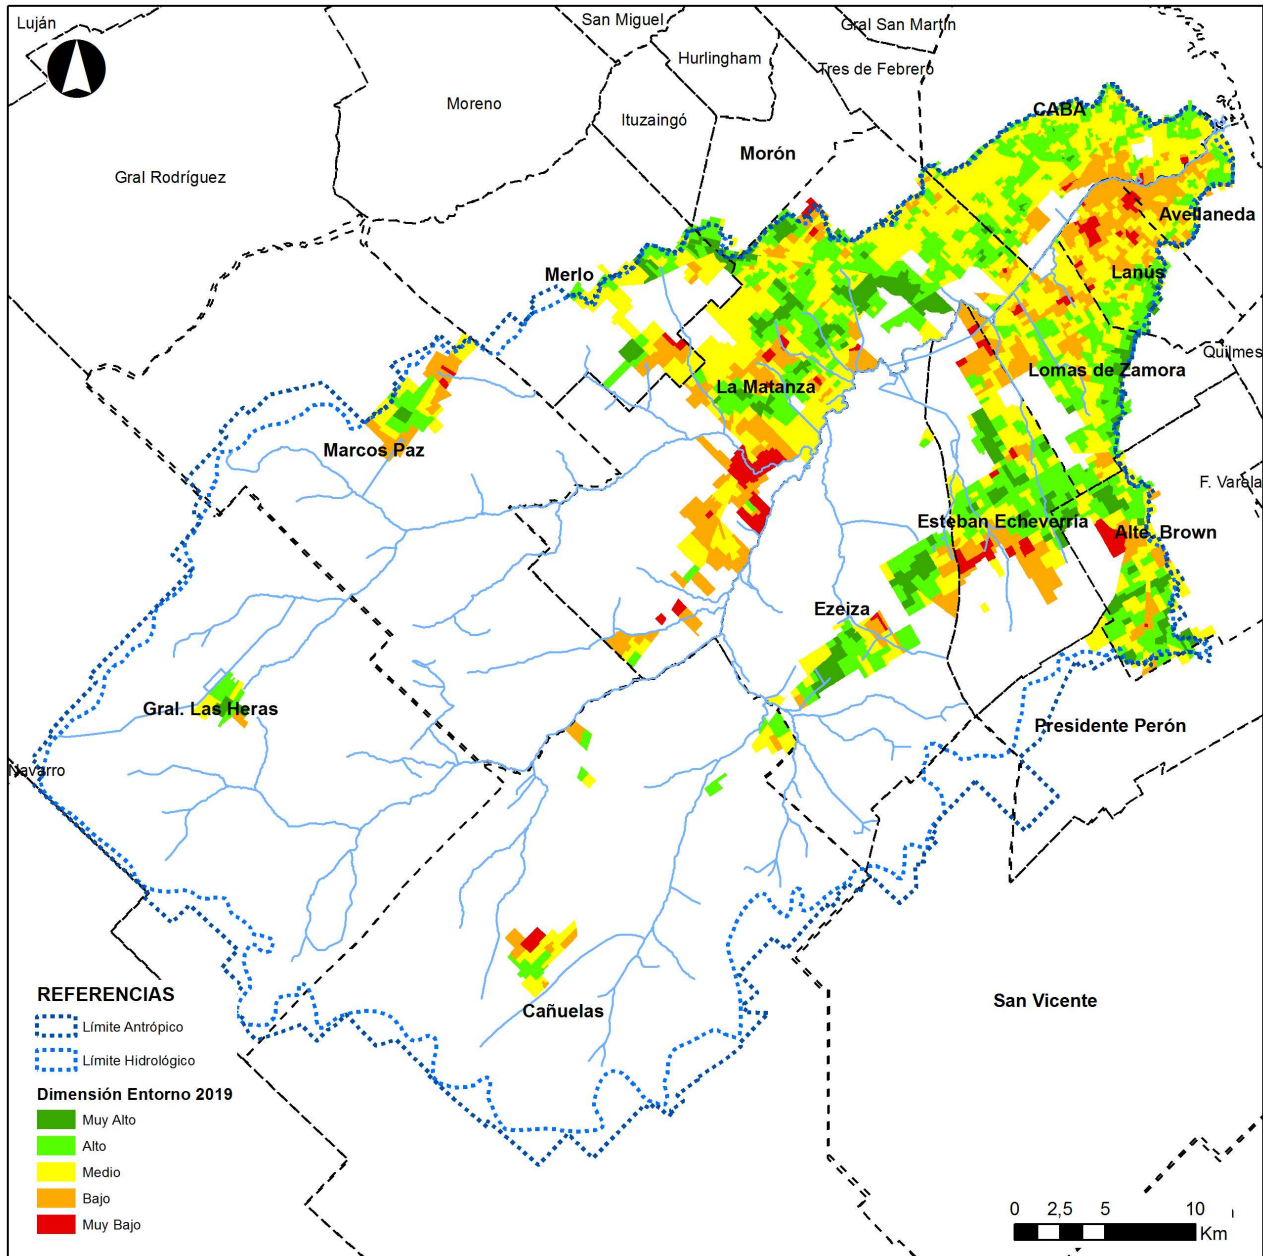 Luján
San Miguel
Gral San Martín
Hurlingham
Tres de Febrero
Moreno
CABA
Ituzaingó
Morón
Gral Rodríguez
Avellaneda
Merlo
Lanús
Quilmes
Lomas de Zamora
La Matanza
Marcos Paz
F. Varela
Esteban Echeverría
Alte. Brown
Ezeiza
Gral. Las Heras
Presidente Perón
Navarro
San Vicente
Cañuelas
REFERENCIAS
Límite Antrópico
Límite Hidrológico
Dimensión Entorno 2019
Muy Alto
Alto
Medio
Bajo
Muy Bajo
0 2,5 5 10
Km